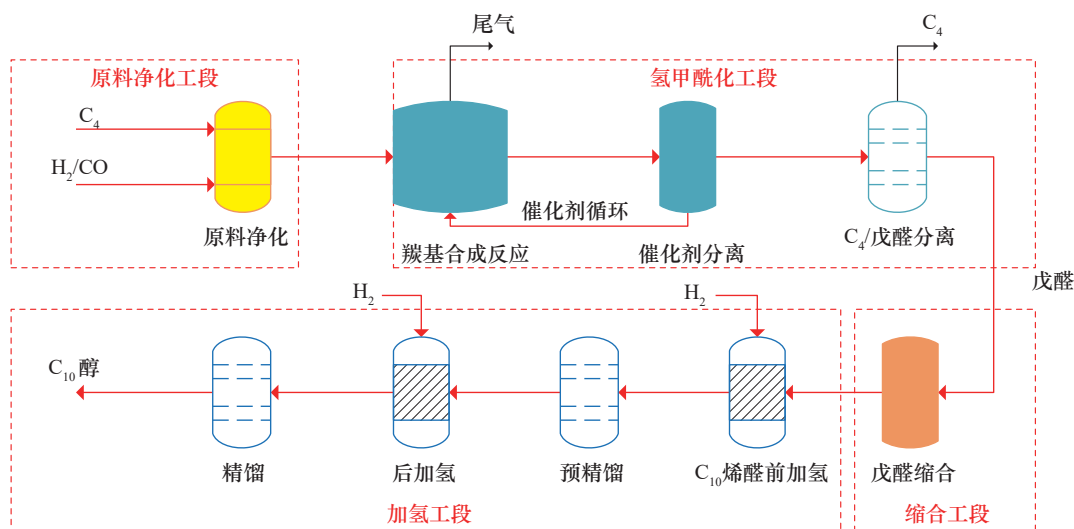 尾气
C₄
原料净化工段
氢甲酰化工段
C₄
H₂/CO
原料净化
催化剂循环
羰基合成反应
催化剂分离
C₄/戊醛分离
戊醛
H₂
H₂
C₁₀醇
精馏
后加氢
预精馏
C₁₀烯醛前加氢
戊醛缩合
加氢工段
缩合工段